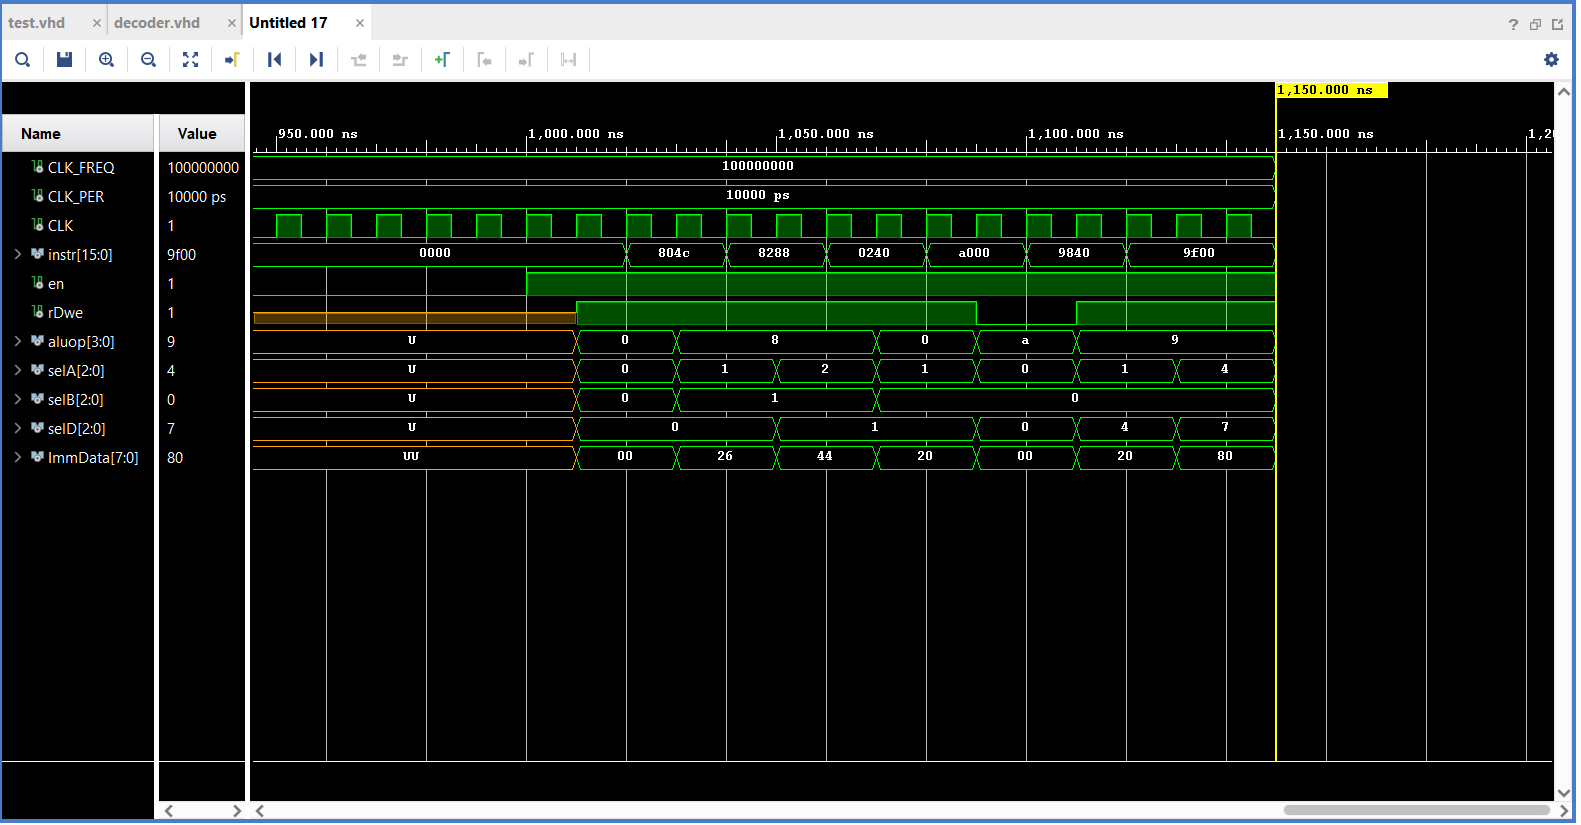 test.vhd × decoder.vhd × Untitled 17 ×
?
1,150.000 ns
Name Value
950.000 ns 1,000.000 ns 1,050.000 ns 1,100.000 ns 1,150.000 ns 1,2
CLK_FREQ 100000000 100000000
CLK_PER 10000 ps 10000 ps
CLK 1
instr[15:0] 9f00 0000 804c 8288 0240 a000 9840 9f00
en 1
rDwe 1
aluop[3:0] 9 U 0 8 0 a 9
selA[2:0] 4 U 0 1 2 1 0 1 4
selB[2:0] 0 U 0 1 0
selD[2:0] 7 U 0 1 0 4 7
ImmData[7:0] 80 UU 00 26 44 20 00 20 80